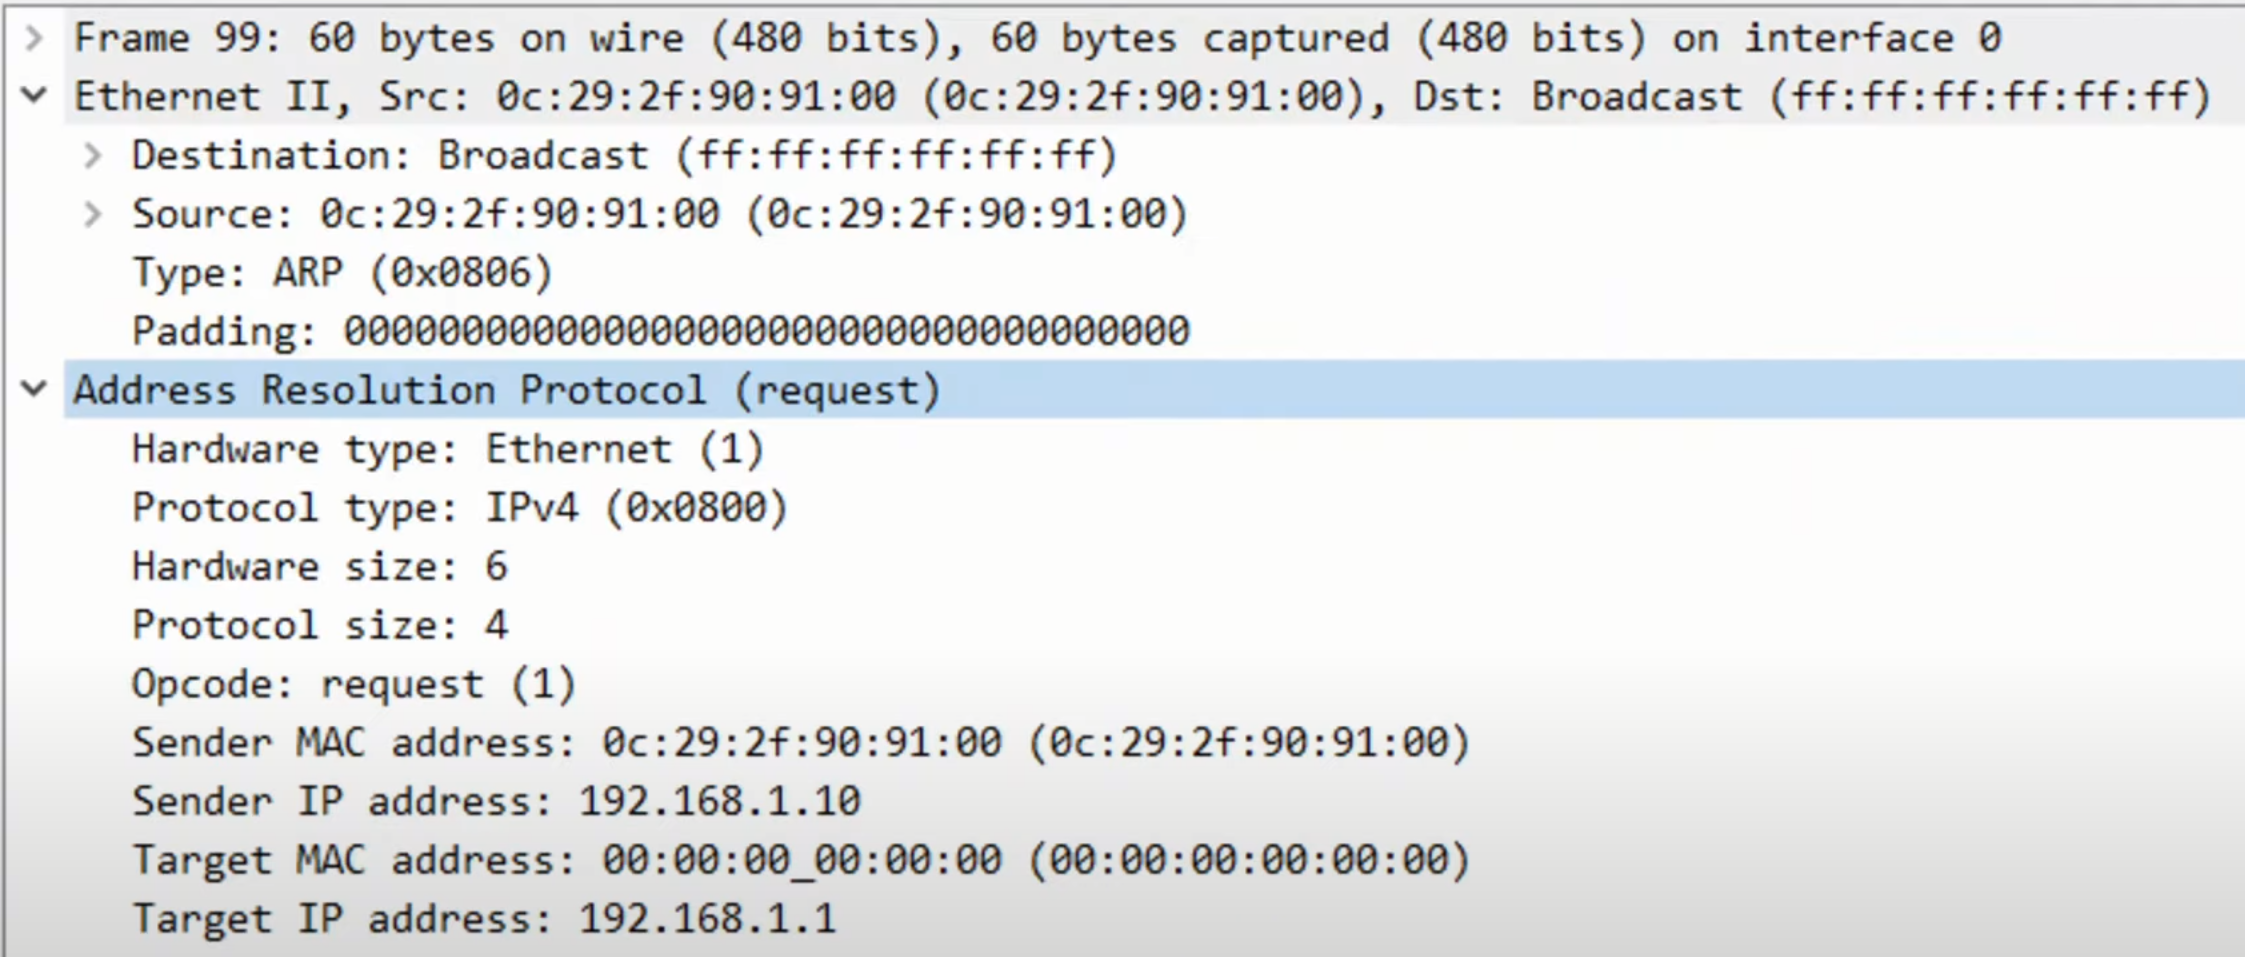 Frame 99: 60 bytes on wire (480 bits), 60 bytes captured (480 bits) on interface 0
Ethernet II, Src: 0c:29:2f:90:91:00 (0c:29:2f:90:91:00), Dst: Broadcast (ff:ff:ff:ff:ff:ff)
Destination: Broadcast (ff:ff:ff:ff:ff:ff)
Source: 0c:29:2f:90:91:00 (0c:29:2f:90:91:00)
Type: ARP (0x0806)
Padding: 000000000000000000000000000000000000
Address Resolution Protocol (request)
Hardware type: Ethernet (1)
Protocol type: IPv4 (0x0800)
Hardware size: 6
Protocol size: 4
Opcode: request (1)
Sender MAC address: 0c:29:2f:90:91:00 (0c:29:2f:90:91:00)
Sender IP address: 192.168.1.10
Target MAC address: 00:00:00_00:00:00 (00:00:00:00:00:00)
Target IP address: 192.168.1.1